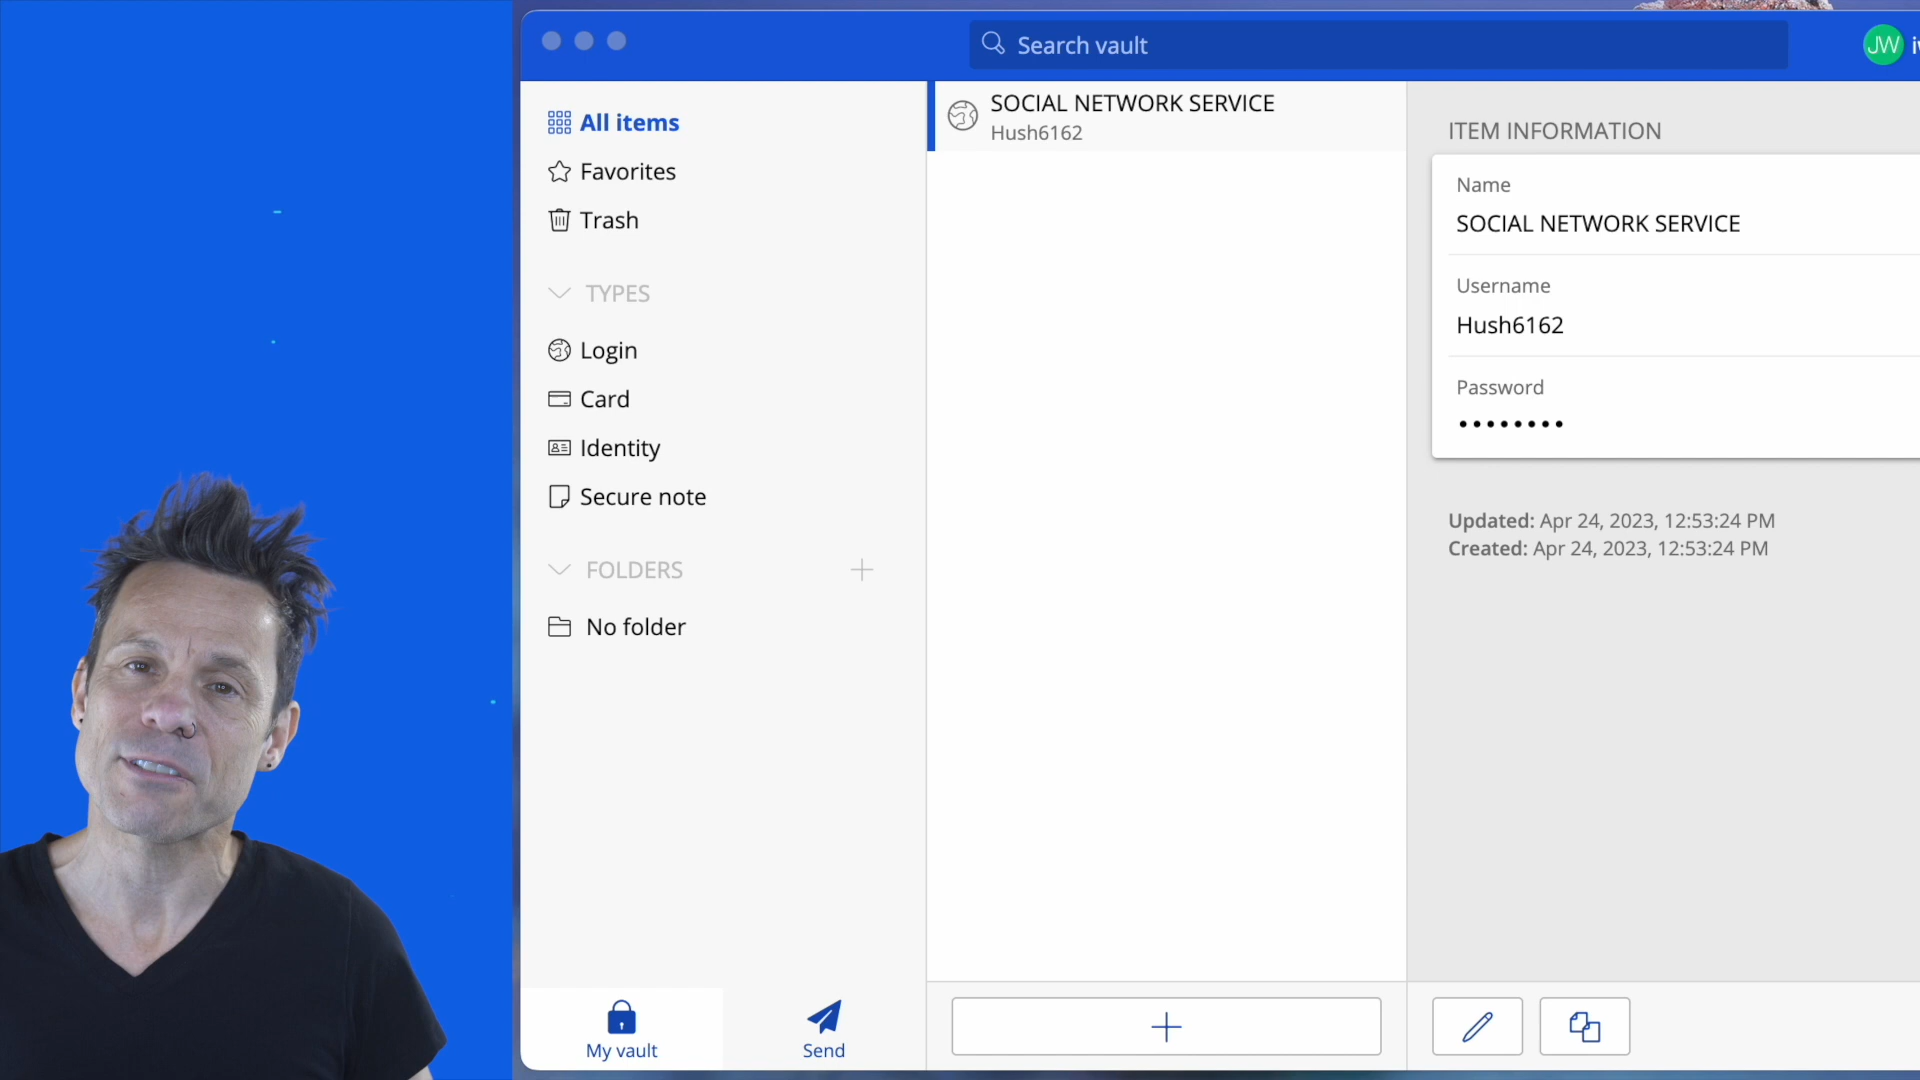 Search vault
JW
All items
Favorites
Trash
TYPES
Login
Card
Identity
Secure note
FOLDERS
No folder
My vault
Send
SOCIAL NETWORK SERVICE
Hush6162
ITEM INFORMATION
Name
SOCIAL NETWORK SERVICE
Username
Hush6162
Password
••••••••
Updated: Apr 24, 2023, 12:53:24 PM
Created: Apr 24, 2023, 12:53:24 PM